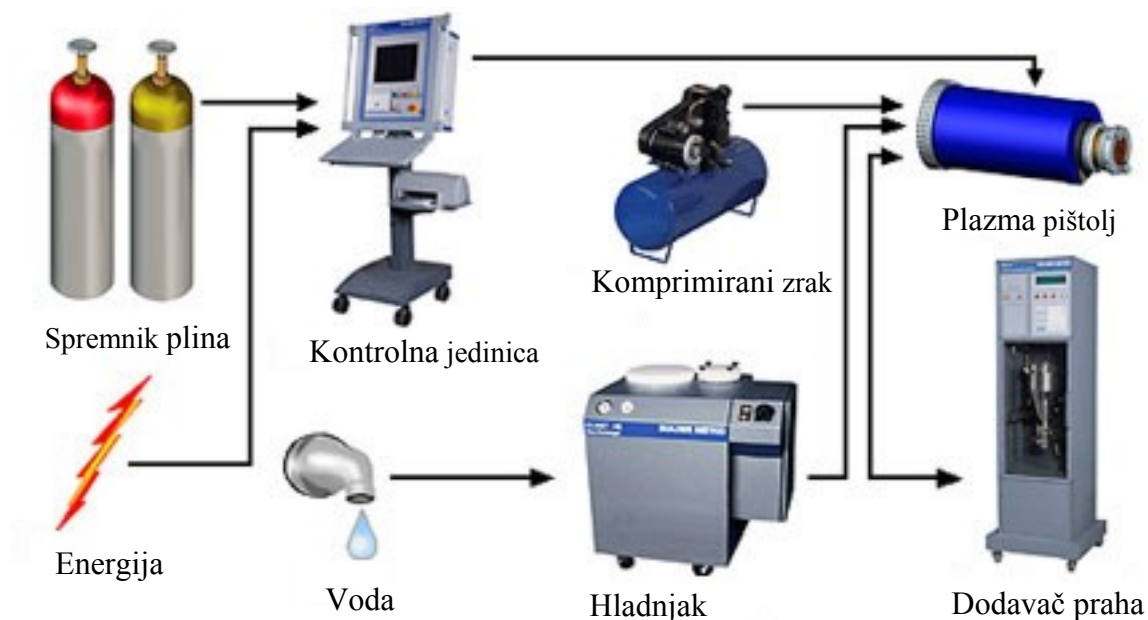 Plazma pištolj
Komprimirani zrak
Spremnik plina
Kontrolna jedinica
Energija
Voda
Hladnjak
Dodavač praha